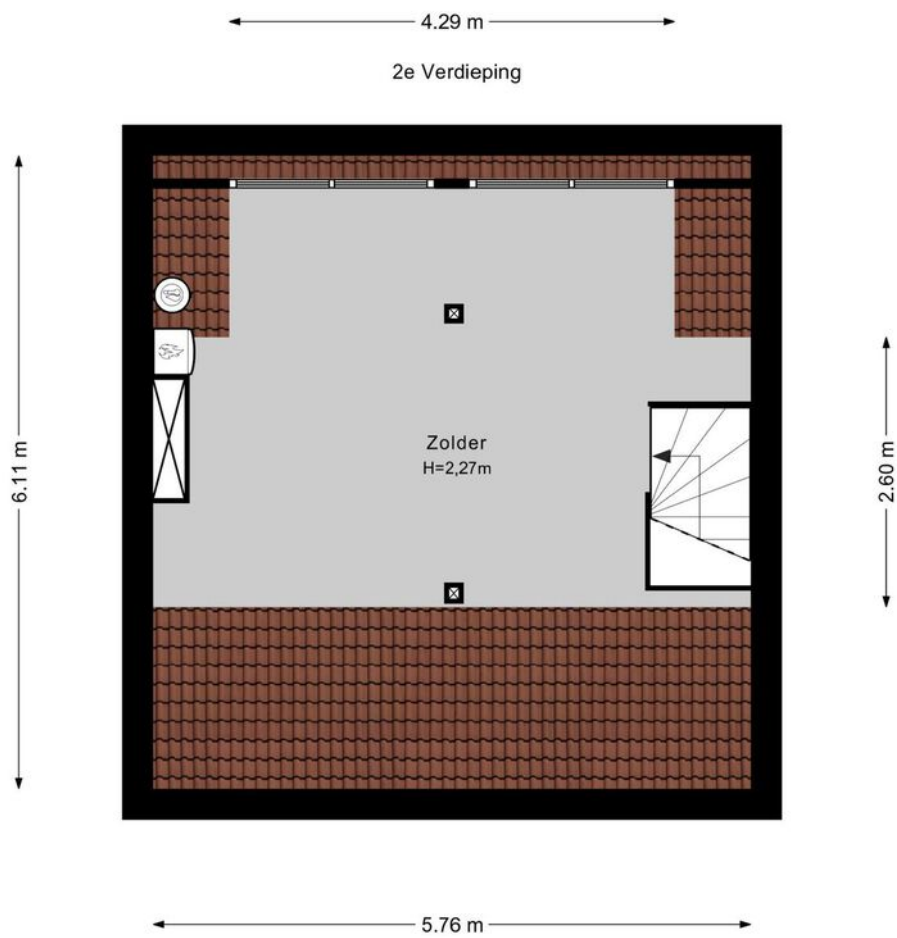 4.29 m
2e Verdieping
6.11 m
2.60 m
Zolder
H=2,27m
5.76 m